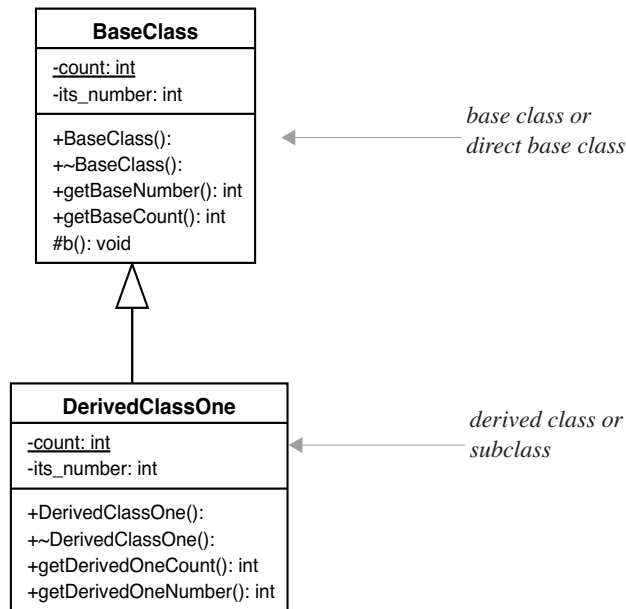 BaseClass
-count: int
-its_number: int
+BaseClass():
+~BaseClass():
+getBaseNumber(): int
+getBaseCount(): int
#b(): void
base class or
direct base class
DerivedClassOne
-count: int
-its_number: int
+DerivedClassOne():
+~DerivedClassOne():
+getDerivedOneCount(): int
+getDerivedOneNumber(): int
derived class or
subclass